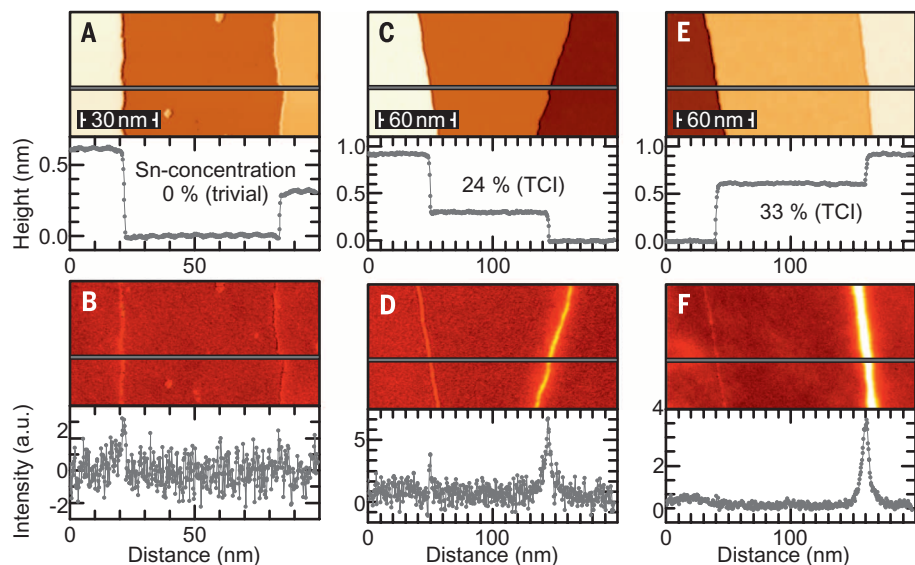 A
C
E
30 nm
60 nm
60 nm
Height (nm)
0.5
0.0
Sn-concentration
0 % (trivial)
1.0
0.5
0.0
24 % (TCI)
1.0
0.5
0.0
33 % (TCI)
0
50
0
100
0
100
B
D
F
Intensity (a.u.)
2
0
-2
5
0
4
2
0
0
50
0
100
0
100
Distance (nm)
Distance (nm)
Distance (nm)